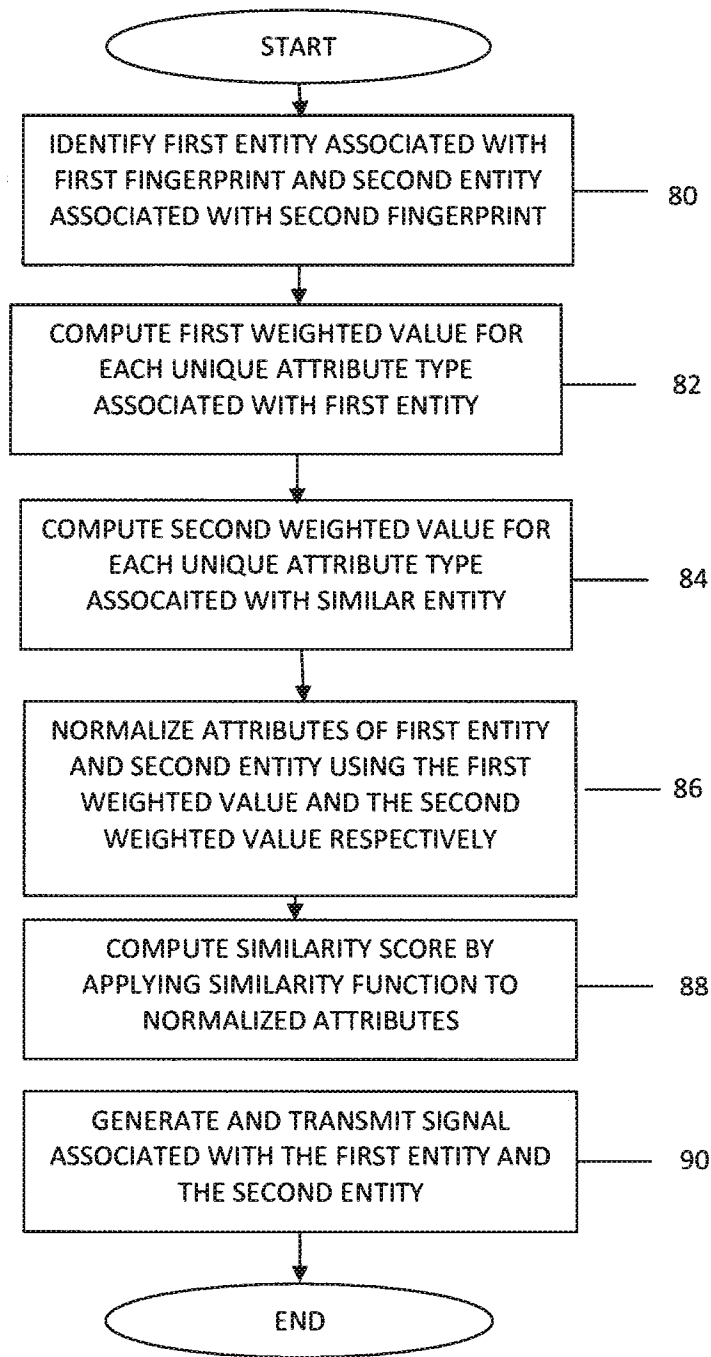 START
IDENTIFY FIRST ENTITY ASSOCIATED WITH
FIRST FINGERPRINT AND SECOND ENTITY
ASSOCIATED WITH SECOND FINGERPRINT
80
COMPUTE FIRST WEIGHTED VALUE FOR
EACH UNIQUE ATTRIBUTE TYPE
ASSOCIATED WITH FIRST ENTITY
82
COMPUTE SECOND WEIGHTED VALUE FOR
EACH UNIQUE ATTRIBUTE TYPE
ASSOCAITED WITH SIMILAR ENTITY
84
NORMALIZE ATTRIBUTES OF FIRST ENTITY
AND SECOND ENTITY USING THE FIRST
WEIGHTED VALUE AND THE SECOND
WEIGHTED VALUE RESPECTIVELY
86
COMPUTE SIMILARITY SCORE BY
APPLYING SIMILARITY FUNCTION TO
NORMALIZED ATTRIBUTES
88
GENERATE AND TRANSMIT SIGNAL
ASSOCIATED WITH THE FIRST ENTITY AND
THE SECOND ENTITY
90
END